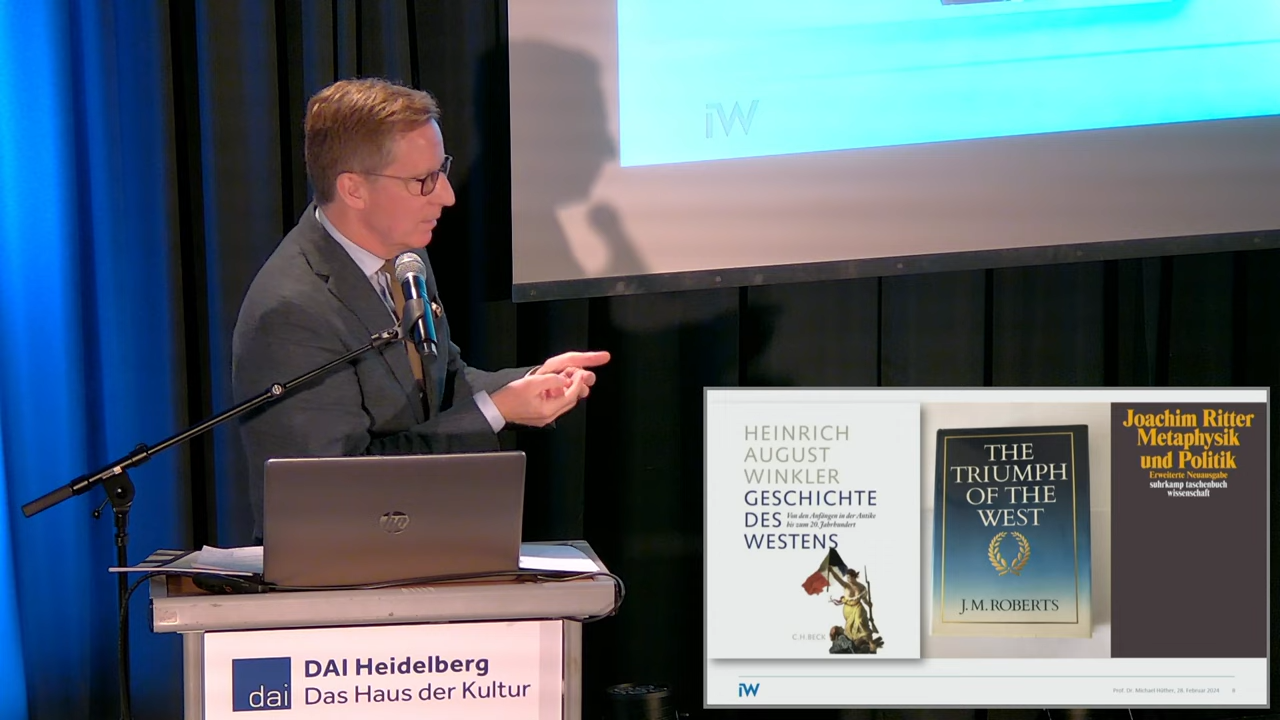 iW
hp
dai
DAI Heidelberg
Das Haus der Kultur
HEINRICH
AUGUST
WINKLER
GESCHICHTE
DES
Von den Anfängen in der Antike
bis zum 20. Jahrhundert
WESTENS
C.H.BECK
THE
TRIUMPH
OF THE
WEST
J.M. ROBERTS
Joachim Ritter
Metaphysik
und Politik
Erweiterte Neuausgabe
suhrkamp taschenbuch
wissenschaft
iW
Prof. Dr. Michael Hüther, 28. Februar 2024